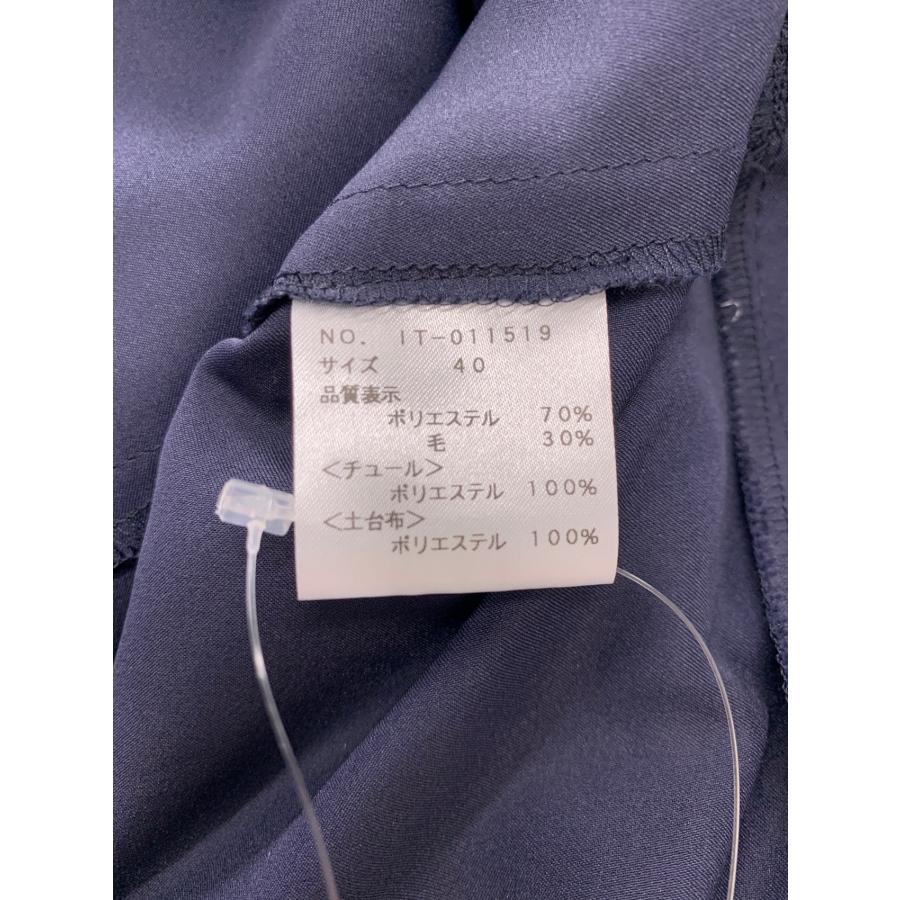 NO. IT-011519
サイズ 40
品質表示
ポリエステル 70%
毛 30%
<チュール>
ポリエステル 100%
<土台布>
ポリエステル 100%